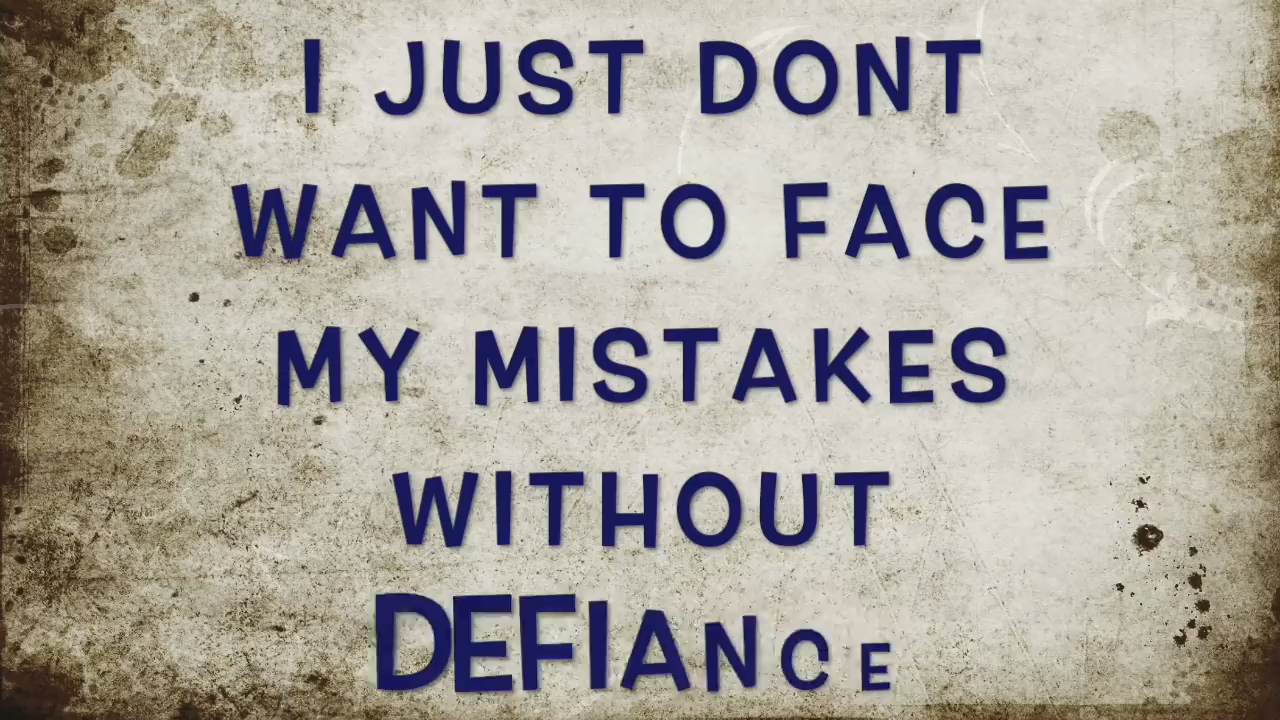 I JUST DONT
WANT TO FACE
MY MISTAKES
WITHOUT
DEFIANCE